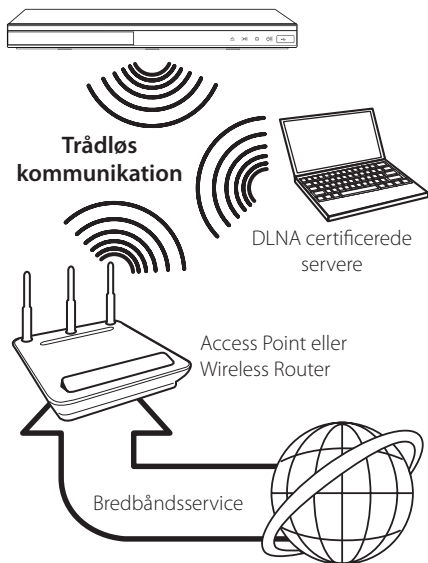 Trådløs
kommunikation
DLNA certificerede
servere
Access Point eller
Wireless Router
Bredbåndsservice